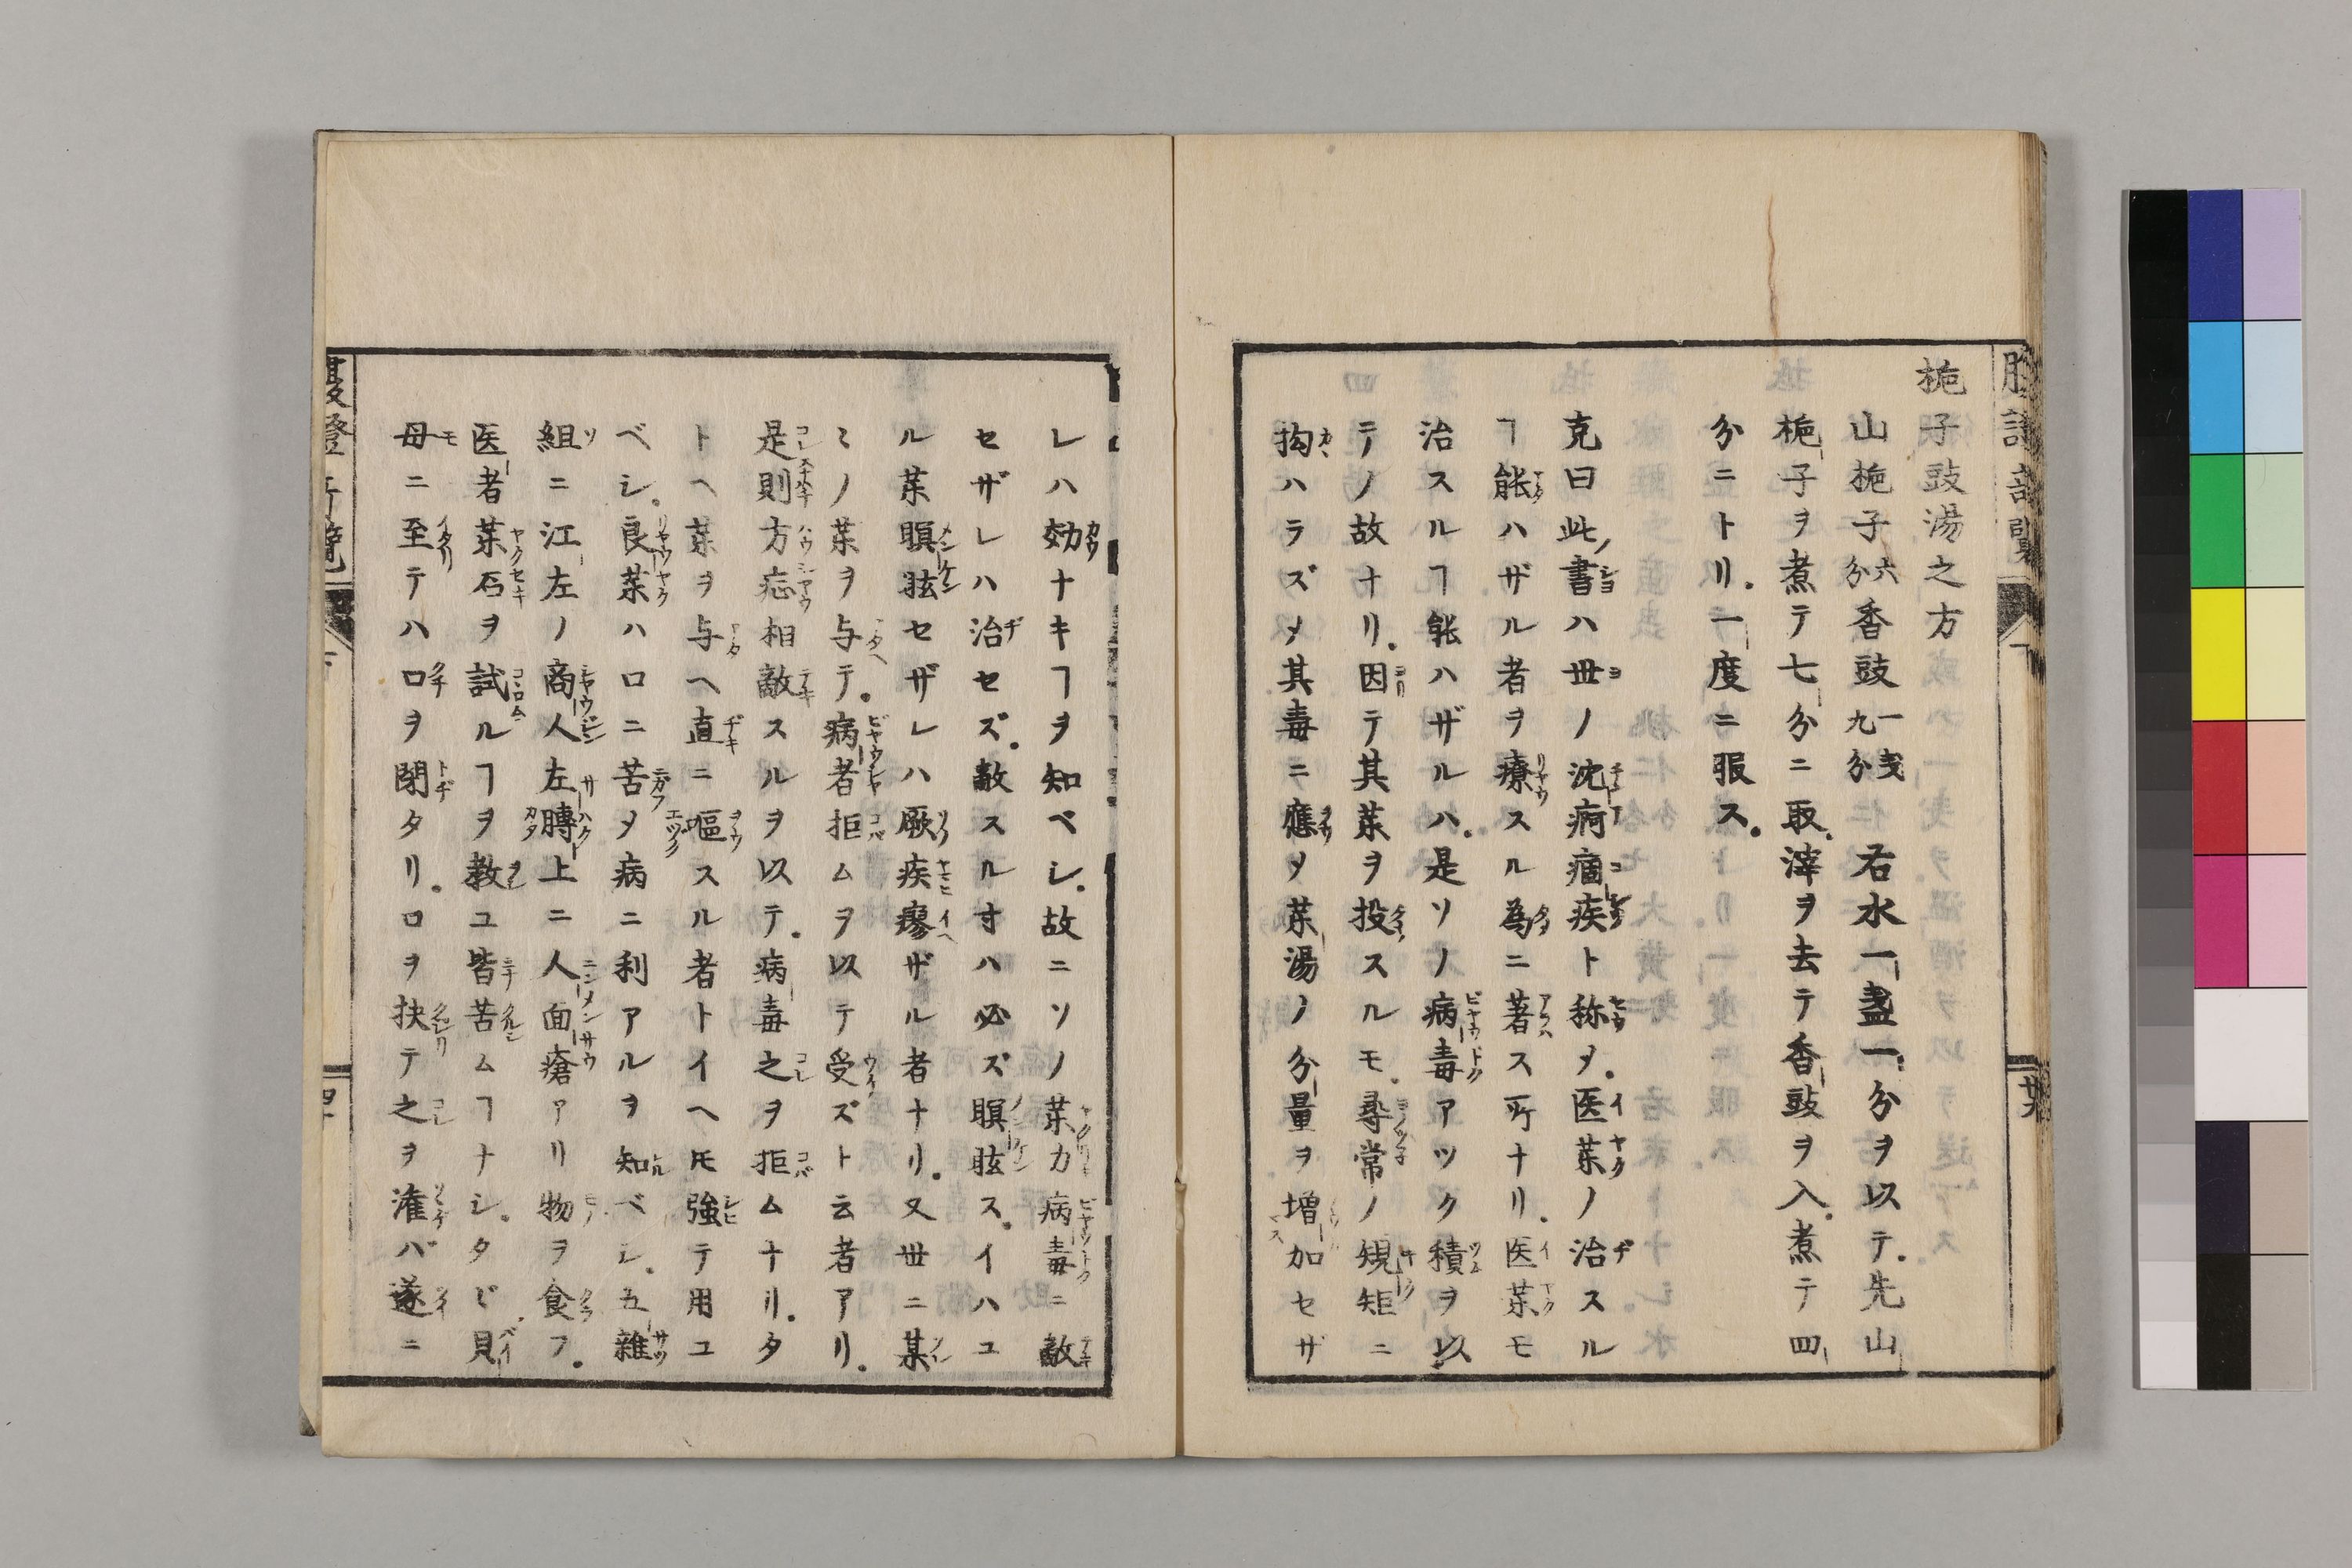 梔子豉湯之方
山梔子六分香豉一戔九分右水一盞一分ヲ以テ先山
梔子ヲ煮テ七分ニ取滓ヲ去テ香豉ヲ入煮テ四
分ニトリ一度ニ服ス
克曰此書ハ世ノ沈痾痼疾ト称メ医薬ノ治スル
ヿ能ハザル者ヲ療スル為ニ著ス所ナリ医薬モ
治スルヿ能ハザルハ是ソノ病毒アツク積ヲ以
テノ故ナリ因テ其薬ヲ投スルモ尋常ノ規矩ニ
拘ハラズメ其毒ニ應メ薬湯ノ分量ヲ増加セザ
レハ効ナキヿヲ知ベシ故ニソノ薬力病毒ニ敵
セザレハ治セズ敵スル寸ハ必ズ瞑眩スイハユ
ル薬瞑眩セザレハ厥疾瘳ザル者ナリ又世ニ某
ミノ薬ヲ与テ病者拒ムヲ以テ受ズト云者アリ
是則方症相敵スルヲ以テ病毒之ヲ拒ムナリタ
トヘ薬ヲ与ヘ直ニ嘔スル者トイヘ𪜈強テ用ユ
ベシ良薬ハ口ニ苦メ病ニ利アルヲ知ベシ五雑
組ニ江左ノ商人左膊上ニ人面瘡アリ物ヲ食フ
医者薬石ヲ試ルヿヲ教ユ皆苦ムヿナシタヾ貝
母ニ至テハ口ヲ閉タリ口ヲ抉テ之ヲ潅バ遂ニ